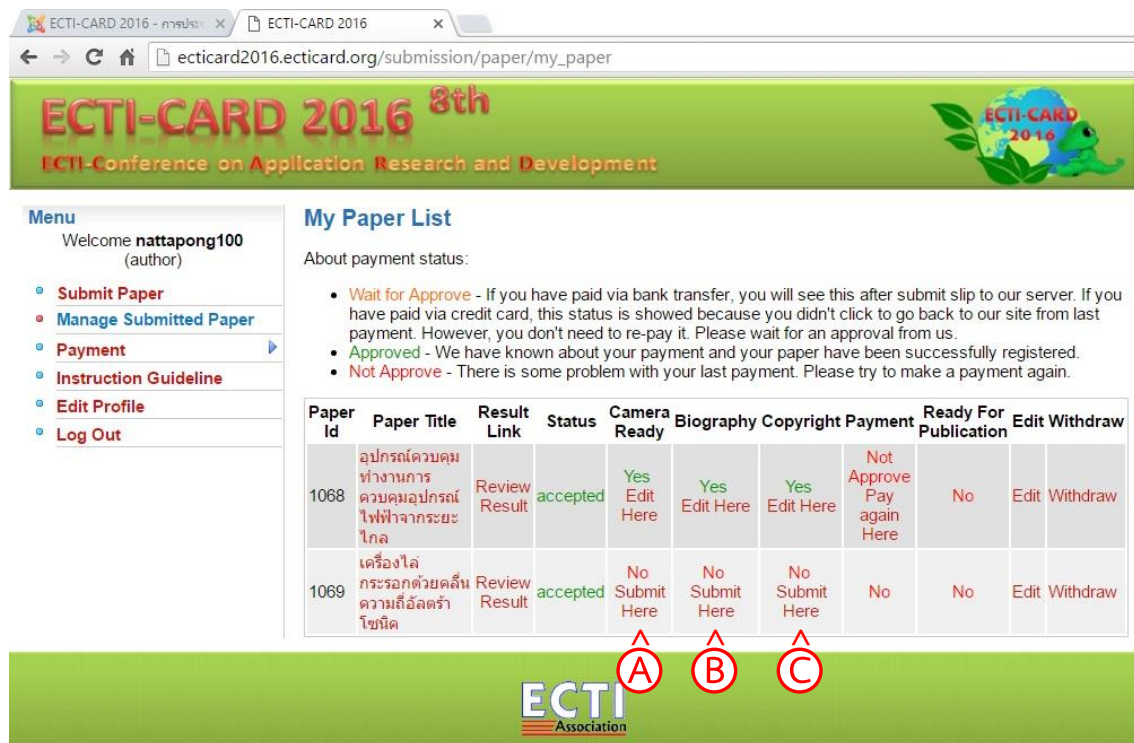 ECTI-CARD 2016 - การประ
ECTI-CARD 2016
ecticard2016.ecticard.org/submission/paper/my_paper
ECTI-CARD 2016 8th
ECTI-Conference on Application Research and Development
ECTI-CARD
2016
Menu
Welcome nattapong100
(author)
Submit Paper
Manage Submitted Paper
Payment
Instruction Guideline
Edit Profile
Log Out
My Paper List
About payment status:
Wait for Approve - If you have paid via bank transfer, you will see this after submit slip to our server. If you
have paid via credit card, this status is showed because you didn't click to go back to our site from last
payment. However, you don't need to re-pay it. Please wait for an approval from us.
Approved - We have known about your payment and your paper have been successfully registered.
Not Approve - There is some problem with your last payment. Please try to make a payment again.
Paper Id Paper Title Result Link Status Camera Ready Biography Copyright Payment Ready For Publication Edit Withdraw
1068
อุปกรณ์ควบคุม
ทำงานการ
ควบคุมอุปกรณ์
ไฟฟ้าจากระยะ
ไกล
Review
Result
accepted
Yes
Edit
Here
Yes
Edit Here
Yes
Edit Here
Not
Approve
Pay
again
Here
No
Edit
Withdraw
1069
เครื่องไล่
กระรอกด้วยคลื่น
ความถี่อัลตร้า
โซนิค
Review
Result
accepted
No
Submit
Here
No
Submit
Here
No
Submit
Here
No
No
Edit
Withdraw
A B C
ECTI
Association